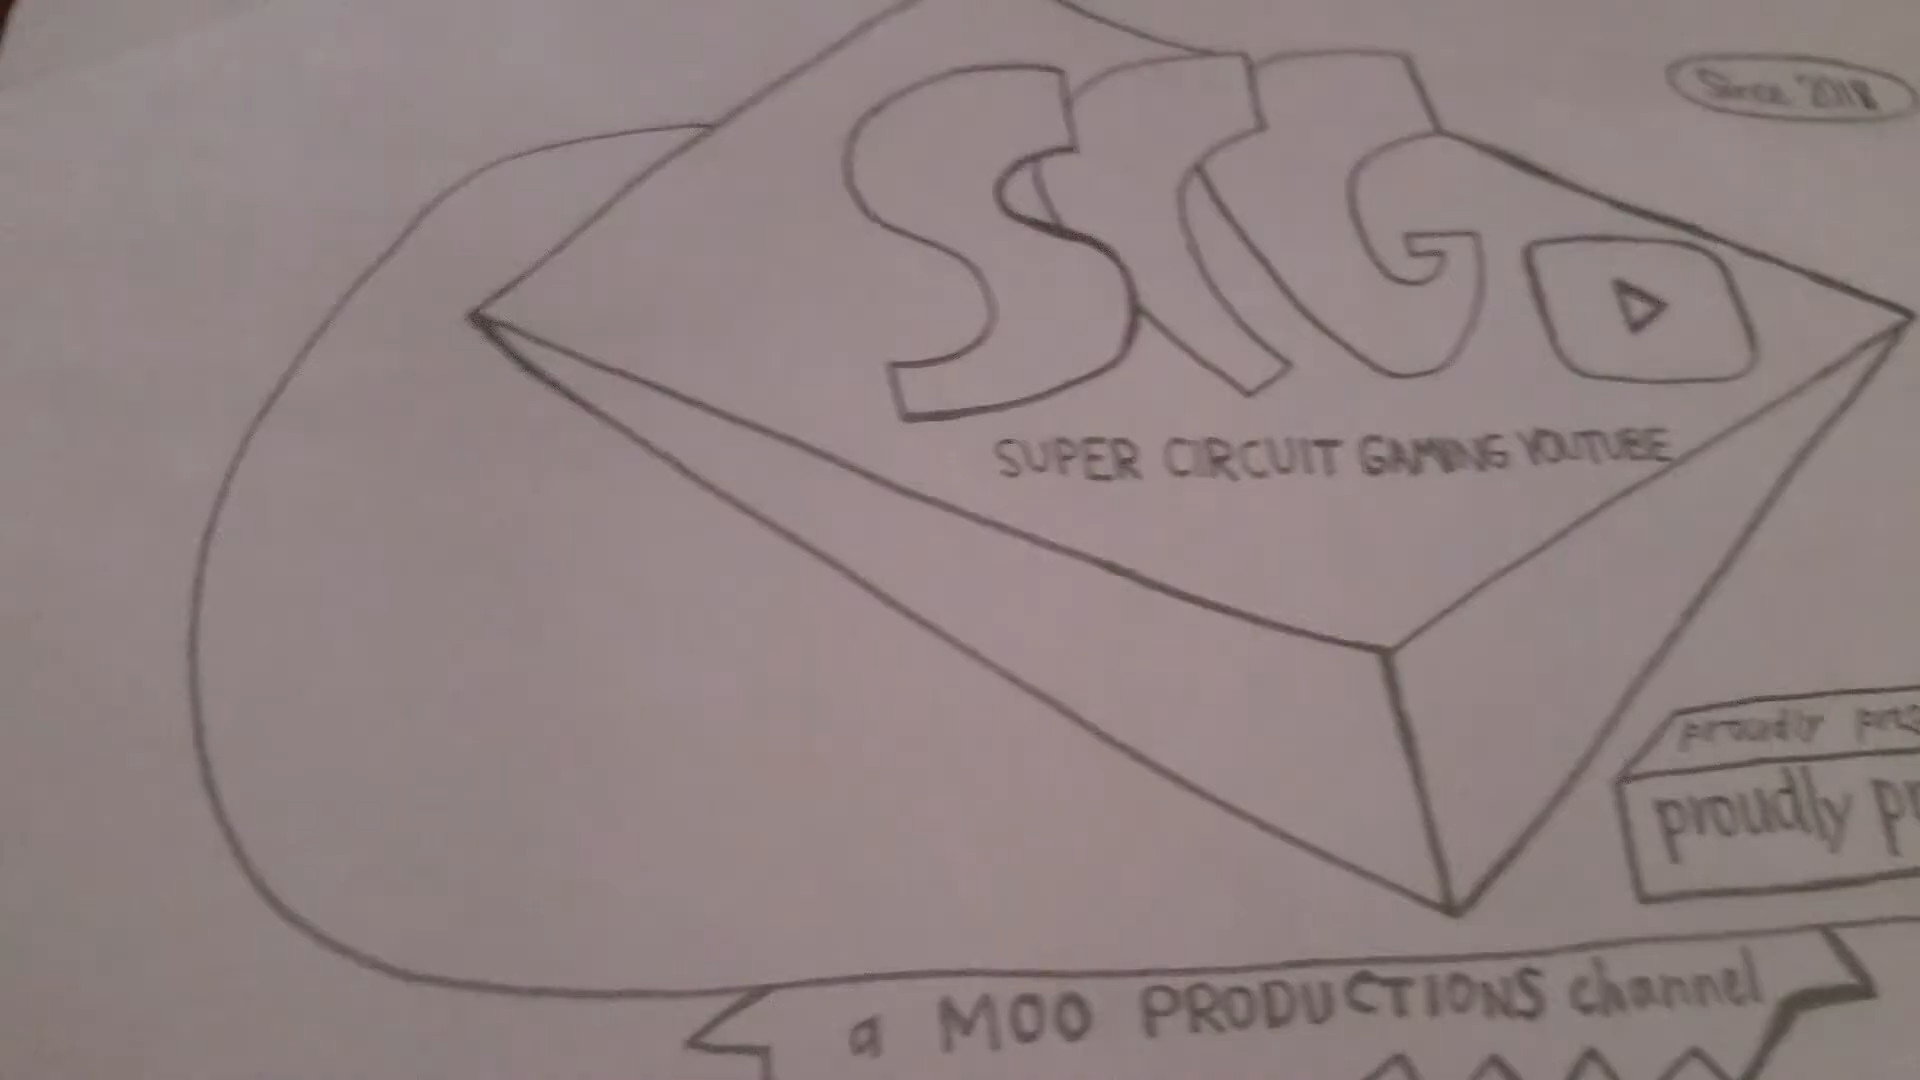 Since 2018
SCG
SUPER CIRCUIT GAMING YOUTUBE
proudly
proudly
a MOO PRODUCTIONS channel